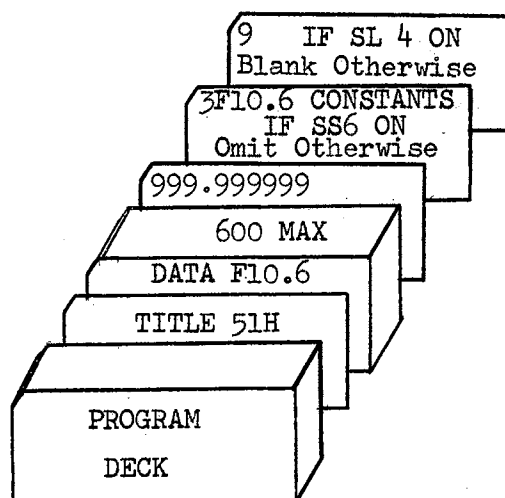 9 IF SL 4 ON
Blank Otherwise
3F10.6 CONSTANTS
IF SS6 ON
Omit Otherwise
999.999999
600 MAX
DATA F10.6
TITLE 51H
PROGRAM
DECK